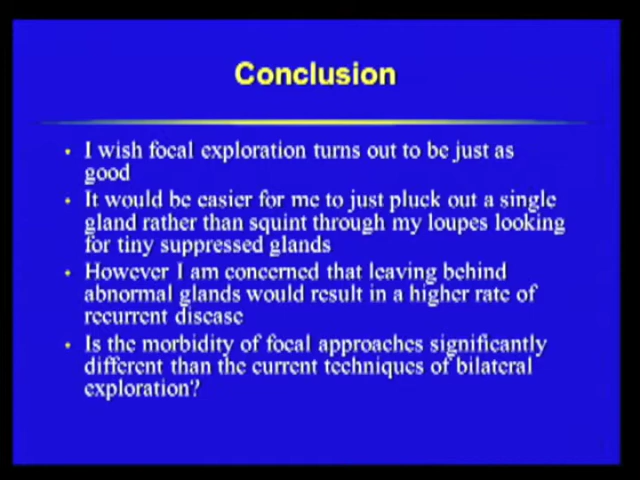 Conclusion
• I wish focal exploration turns out to be just as
good
• It would be easier for me to just pluck out a single
gland rather than squint through my loupes looking
for tiny suppressed glands
• However I am concerned that leaving behind
abnormal glands would result in a higher rate of
recurrent disease
• Is the morbidity of focal approaches significantly
different than the current techniques of bilateral
exploration?